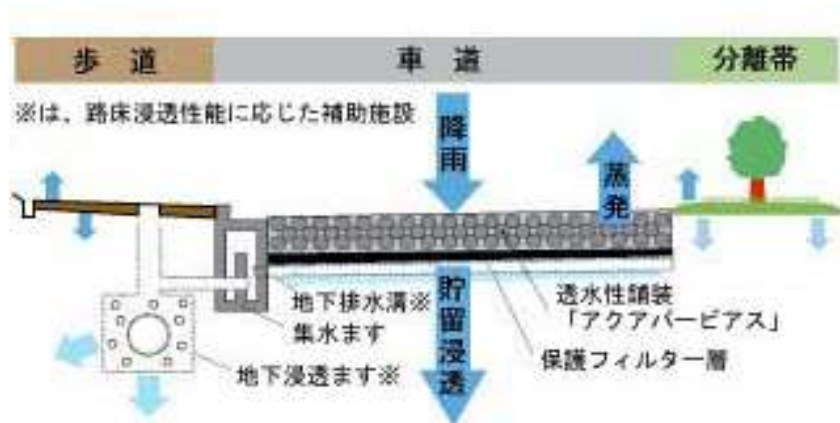 歩 道
車 道
分離帯
※は、路床浸透性能に応じた補助施設
降雨
蒸発
地下排水溝※
集水ます
貯留浸透
透水性舗装
「アクアパービアス」
保護フィルター層
地下浸透ます※